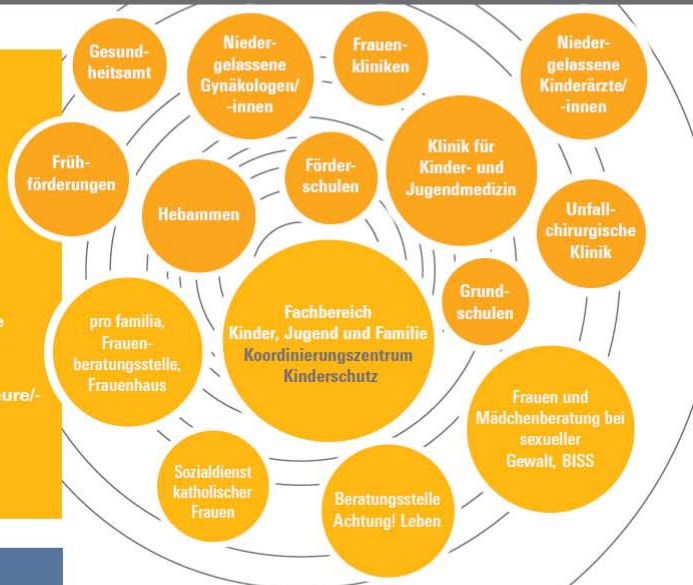 Gesund-
heitsamt
Nieder-
gelassene
Gynäkologen/
-innen
Frauen-
kliniken
Nieder-
gelassene
Kinderärzte/
-innen
Früh-
förderungen
Hebammen
Förder-
schulen
Klinik für
Kinder- und
Jugendmedizin
Unfall-
chirurgische
Klinik
Grund-
schulen
Fachbereich
Kinder, Jugend und Familie
Koordinierungszentrum
Kinderschutz
pro familia,
Frauen-
beratungsstelle,
Frauenhaus
Frauen und
Mädchenberatung bei
sexueller
Gewalt, BISS
Sozialdienst
katholischer
Frauen
Beratungsstelle
Achtung! Leben